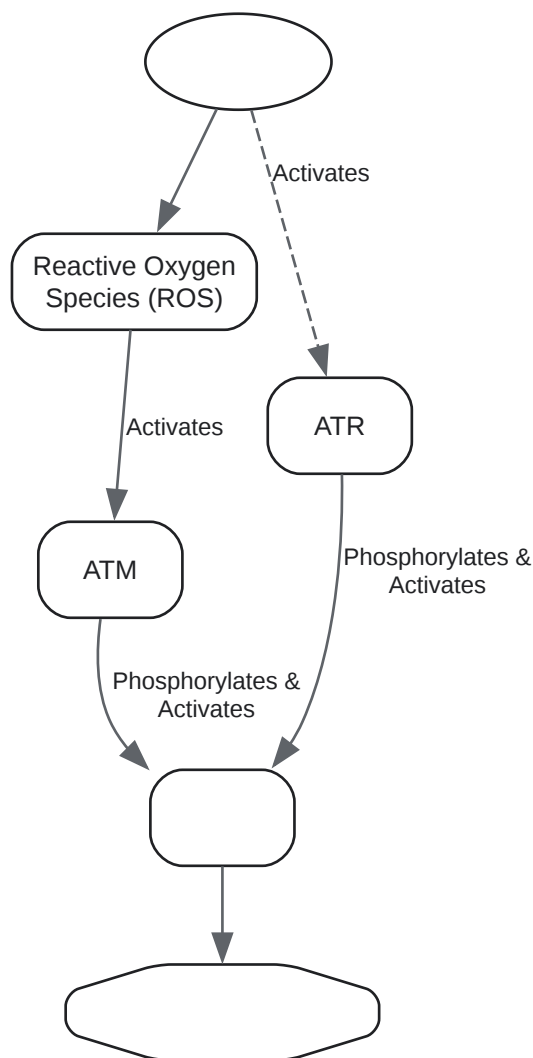 Activates
Reactive Oxygen
Species (ROS)
Activates
ATR
Phosphorylates &
Activates
ATM
Phosphorylates &
Activates